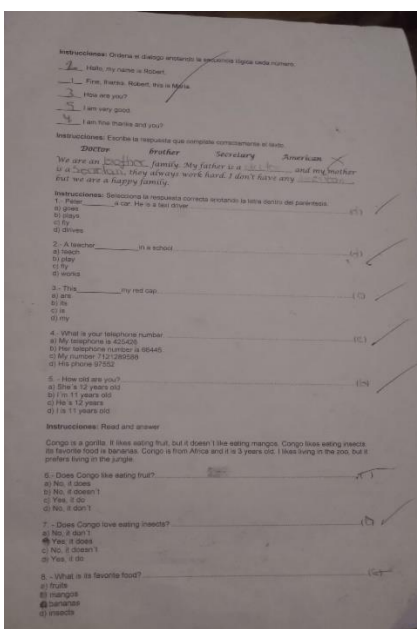 Instrucciones: Ordena el dialogo anotando la secuencia lógica cada número.
2 Hello, my name is Robert.
1 Fine, thanks. Robert, this is Maria.
3 How are you?
5 I am very good
4 I am fine thanks and you?
Instrucciones: Escribe la respuesta que complete correctamente el texto.
Doctor brother Secretary American
We are an brother family. My father is a and my mother
is a they always work hard. I don't have any
but we are a happy family.
Instrucciones: Selecciona la respuesta correcta anotando la letra dentro del paréntesis.
1.- Peter a car. He is a taxi driver
a) goes
b) plays
c) fly
d) drives
2.- A teacher in a school
a) teach
b) play
c) fly
d) works
3.- This my red cap
a) are
b) its
c) is
d) my
4.- What is your telephone number
a) My telephone is 425426
b) Her telephone number is 66445
c) My number 7121289568
d) His phone 97552
5.- How old are you?
a) She's 12 years old
b) I'm 11 years old
c) He's 12 years
d) I is 11 years old
Instrucciones: Read and answer
Congo is a gorilla. It likes eating fruit, but it doesn't like eating mangos. Congo likes eating insects
its favorite food is bananas. Congo is from Africa and it is 3 years old. I likes living in the zoo, but it
prefers living in the jungle.
6.- Does Congo like eating fruit?
a) No, it does
b) No, it doesn't
c) Yes, it do
d) No, it don't
7.- Does Congo love eating insects?
a) No, it don't
Yes, it does
c) No, it doesn't
d) Yes, it do
8.- What is its favorite food?
a) fruits
b) mangos
bananas
d) insects